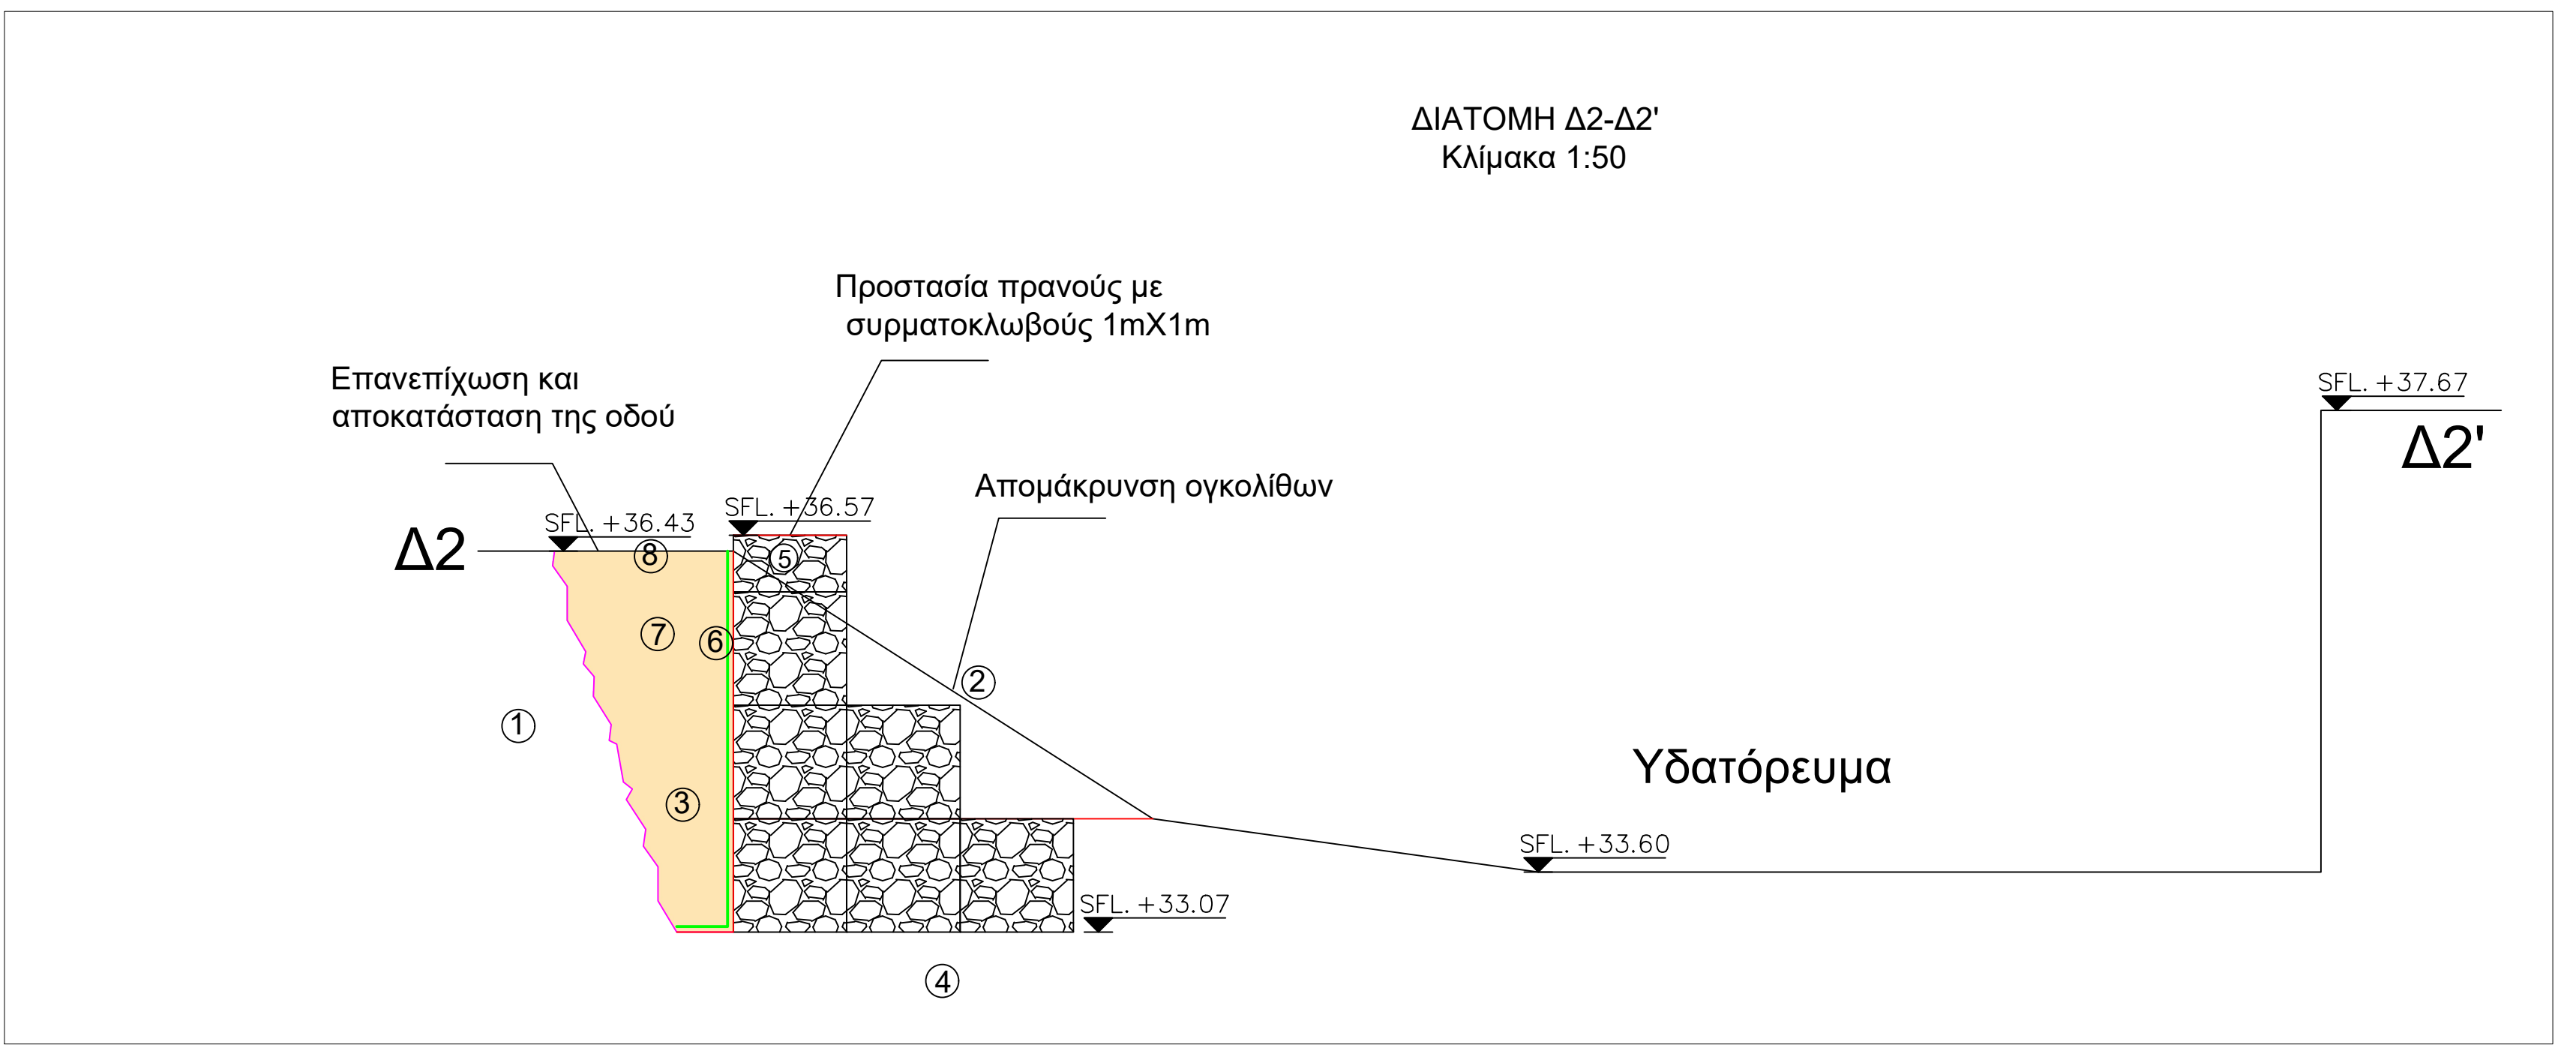 ΔΙΑΤΟΜΗ Δ2-Δ2'
Κλίμακα 1:50
Προστασία πρανούς με
συρματοκλωβούς 1mX1m
Επανεπίχωση και
αποκατάσταση της οδού
SFL. +37.67
Δ2'
Απομάκρυνση ογκολίθων
SFL. +36.57
SFL. +36.43
Δ2
8
5
7
6
2
1
Υδατόρευμα
3
SFL. +33.60
SFL. +33.07
4